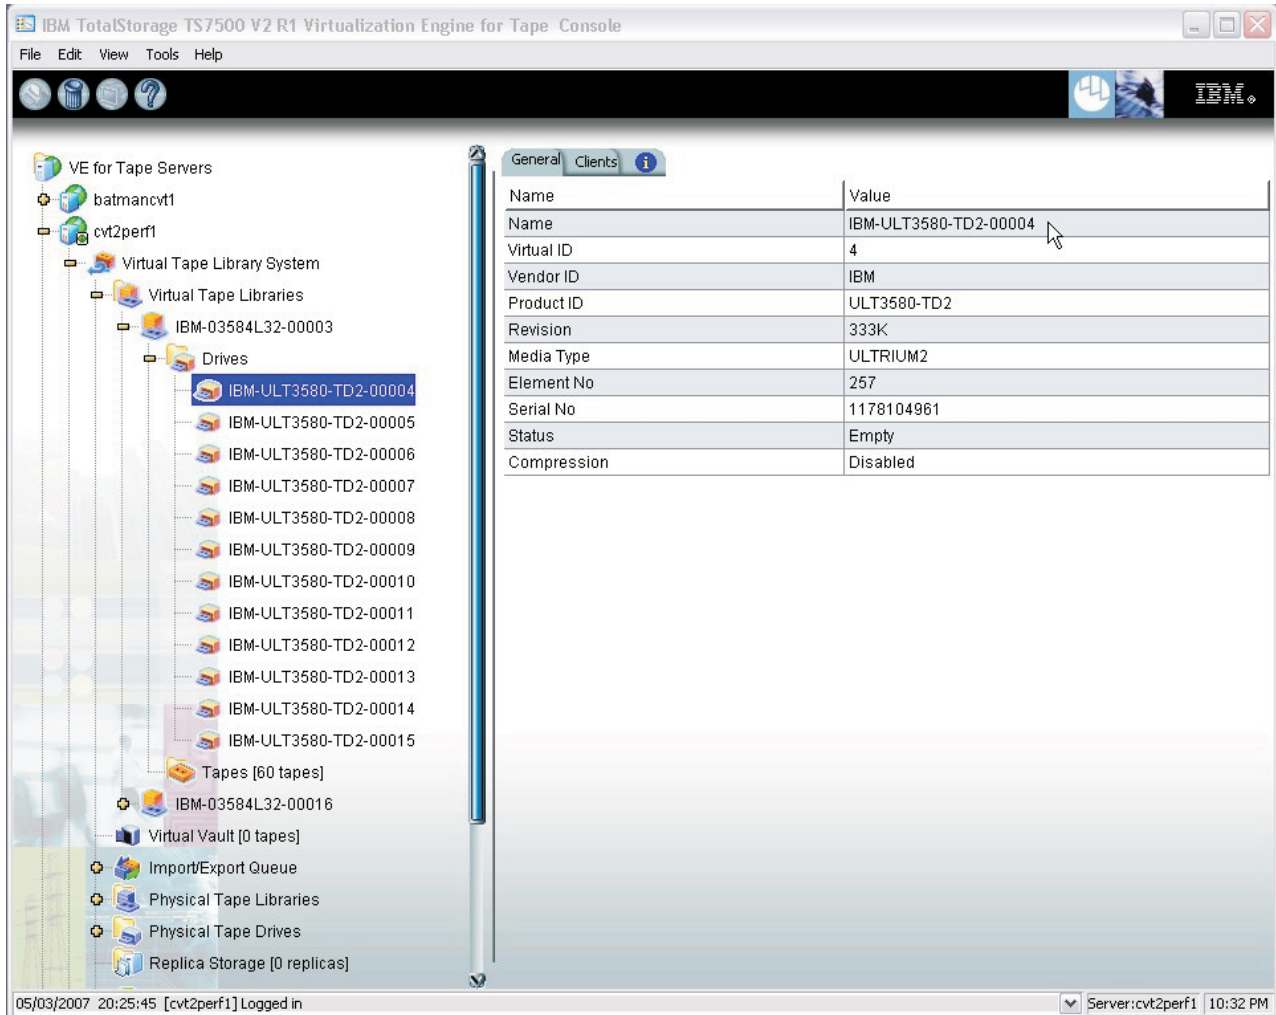 IBM TotalStorage TS7500 V2 R1 Virtualization Engine for Tape Console
File Edit View Tools Help
IBM
VE for Tape Servers
batmancvt1
cvt2perf1
Virtual Tape Library System
Virtual Tape Libraries
IBM-03584L32-00003
Drives
IBM-ULT3580-TD2-00004
IBM-ULT3580-TD2-00005
IBM-ULT3580-TD2-00006
IBM-ULT3580-TD2-00007
IBM-ULT3580-TD2-00008
IBM-ULT3580-TD2-00009
IBM-ULT3580-TD2-00010
IBM-ULT3580-TD2-00011
IBM-ULT3580-TD2-00012
IBM-ULT3580-TD2-00013
IBM-ULT3580-TD2-00014
IBM-ULT3580-TD2-00015
Tapes [60 tapes]
IBM-03584L32-00016
Virtual Vault [0 tapes]
Import/Export Queue
Physical Tape Libraries
Physical Tape Drives
Replica Storage [0 replicas]
General Clients
Name Value
Name IBM-ULT3580-TD2-00004
Virtual ID 4
Vendor ID IBM
Product ID ULT3580-TD2
Revision 333K
Media Type ULTRIUM2
Element No 257
Serial No 1178104961
Status Empty
Compression Disabled
05/03/2007 20:25:45 [cvt2perf1] Logged in
Server:cvt2perf1 10:32 PM